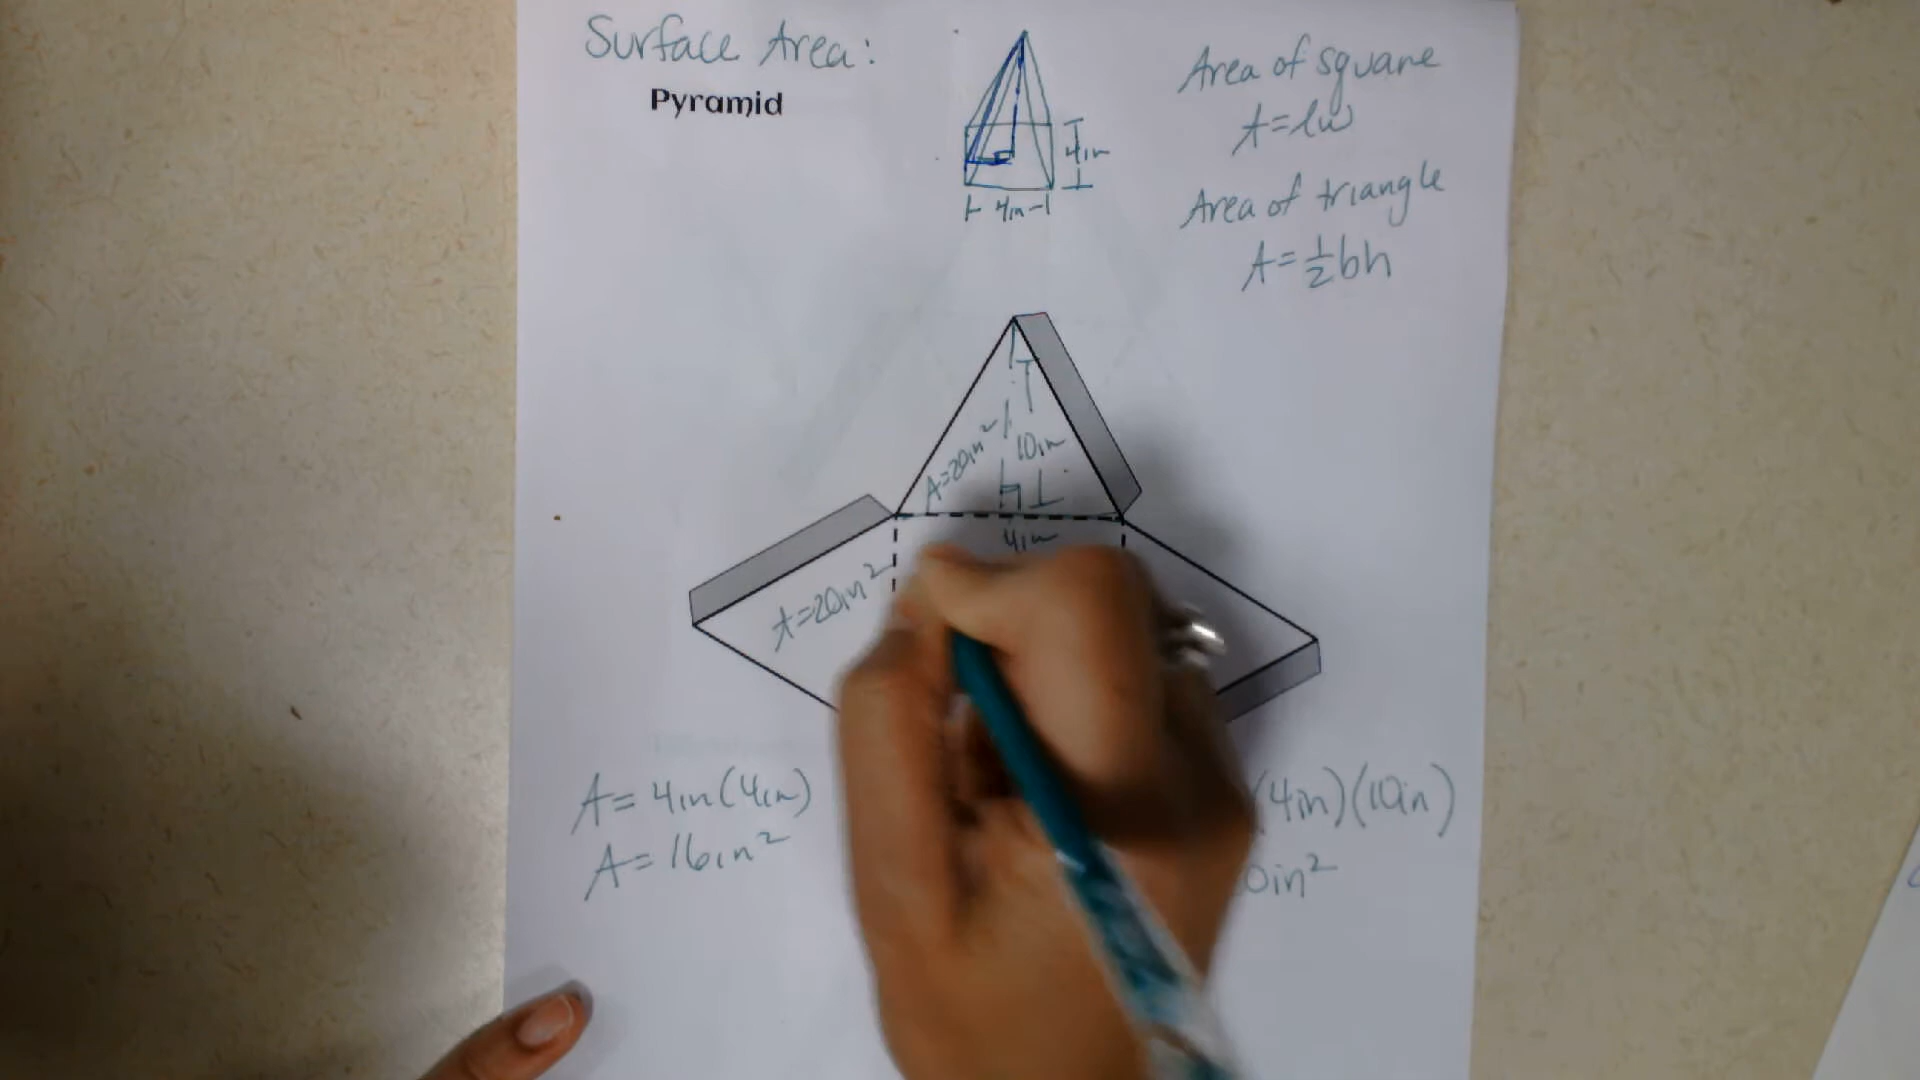 Surface Area:
Pyramid
4in
4in
Area of square
A=lw
Area of triangle
A=½bh
A=20in²
10in
4in
A=20in²
A=4in(4in)
A=16in²
(4in)(10in)
0in²